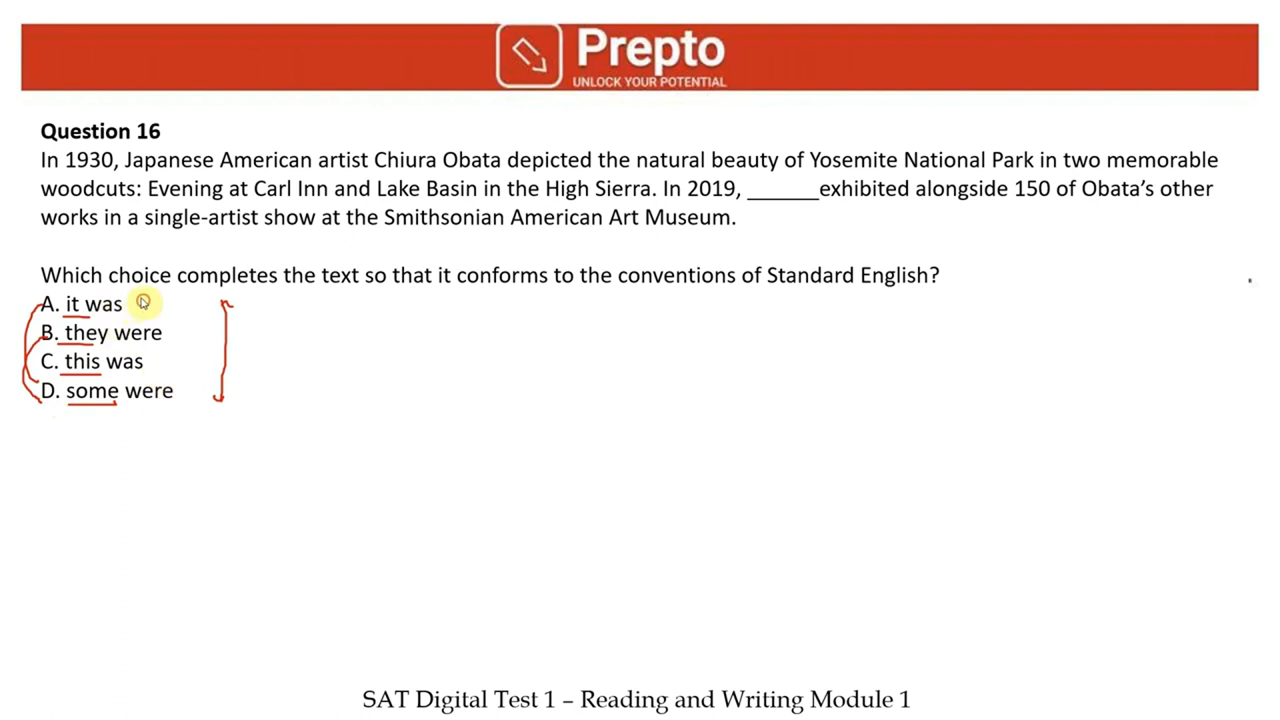 Prepto
UNLOCK YOUR POTENTIAL
Question 16
In 1930, Japanese American artist Chiura Obata depicted the natural beauty of Yosemite National Park in two memorable
woodcuts: Evening at Carl Inn and Lake Basin in the High Sierra. In 2019, ______exhibited alongside 150 of Obata’s other
works in a single-artist show at the Smithsonian American Art Museum.
Which choice completes the text so that it conforms to the conventions of Standard English?
A. it was
B. they were
C. this was
D. some were
SAT Digital Test 1 – Reading and Writing Module 1